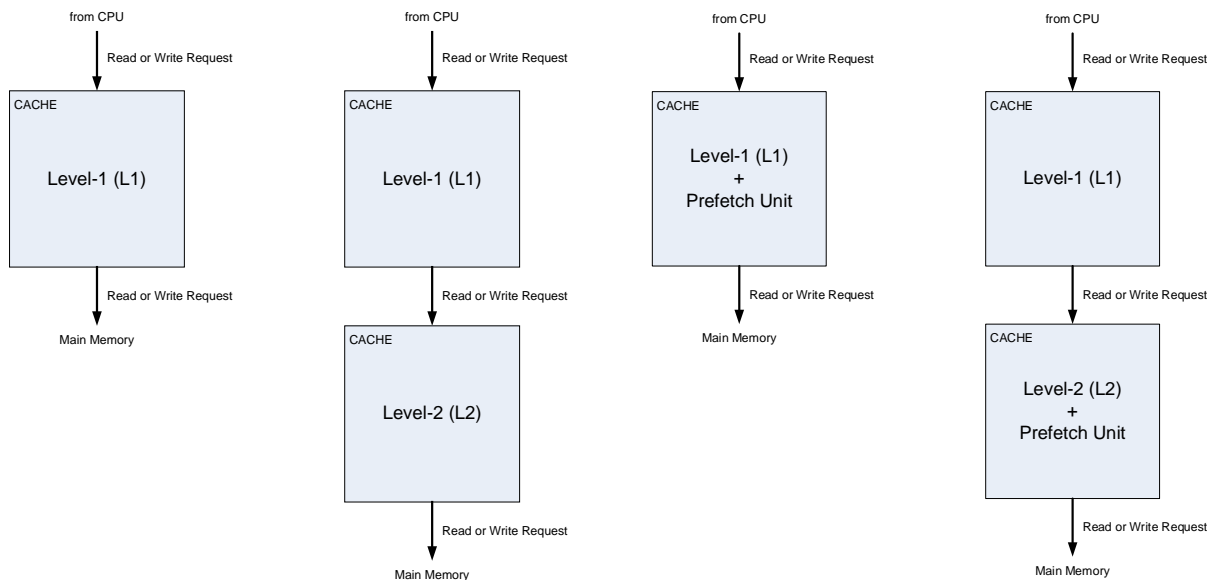 from CPU
Read or Write Request
CACHE
Level-1 (L1)
Read or Write Request
Main Memory
from CPU
Read or Write Request
CACHE
Level-1 (L1)
Read or Write Request
CACHE
Level-2 (L2)
Read or Write Request
Main Memory
from CPU
Read or Write Request
CACHE
Level-1 (L1)
+
Prefetch Unit
Read or Write Request
Main Memory
from CPU
Read or Write Request
CACHE
Level-1 (L1)
Read or Write Request
CACHE
Level-2 (L2)
+
Prefetch Unit
Read or Write Request
Main Memory